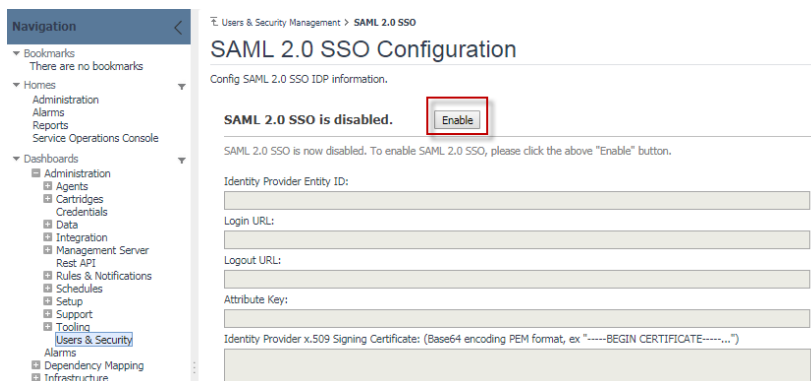 Navigation
Bookmarks
There are no bookmarks
Homes
Administration
Alarms
Reports
Service Operations Console
Dashboards
Administration
Agents
Cartridges
Credentials
Data
Integration
Management Server
Rest API
Rules & Notifications
Schedules
Setup
Support
Tooling
Users & Security
Alarms
Dependency Mapping
Infrastructure
Users & Security Management > SAML 2.0 SSO
SAML 2.0 SSO Configuration
Config SAML 2.0 SSO IDP information.
SAML 2.0 SSO is disabled. Enable
SAML 2.0 SSO is now disabled. To enable SAML 2.0 SSO, please click the above "Enable" button.
Identity Provider Entity ID:
Login URL:
Logout URL:
Attribute Key:
Identity Provider x.509 Signing Certificate: (Base64 encoding PEM format, ex "-----BEGIN CERTIFICATE-----...")